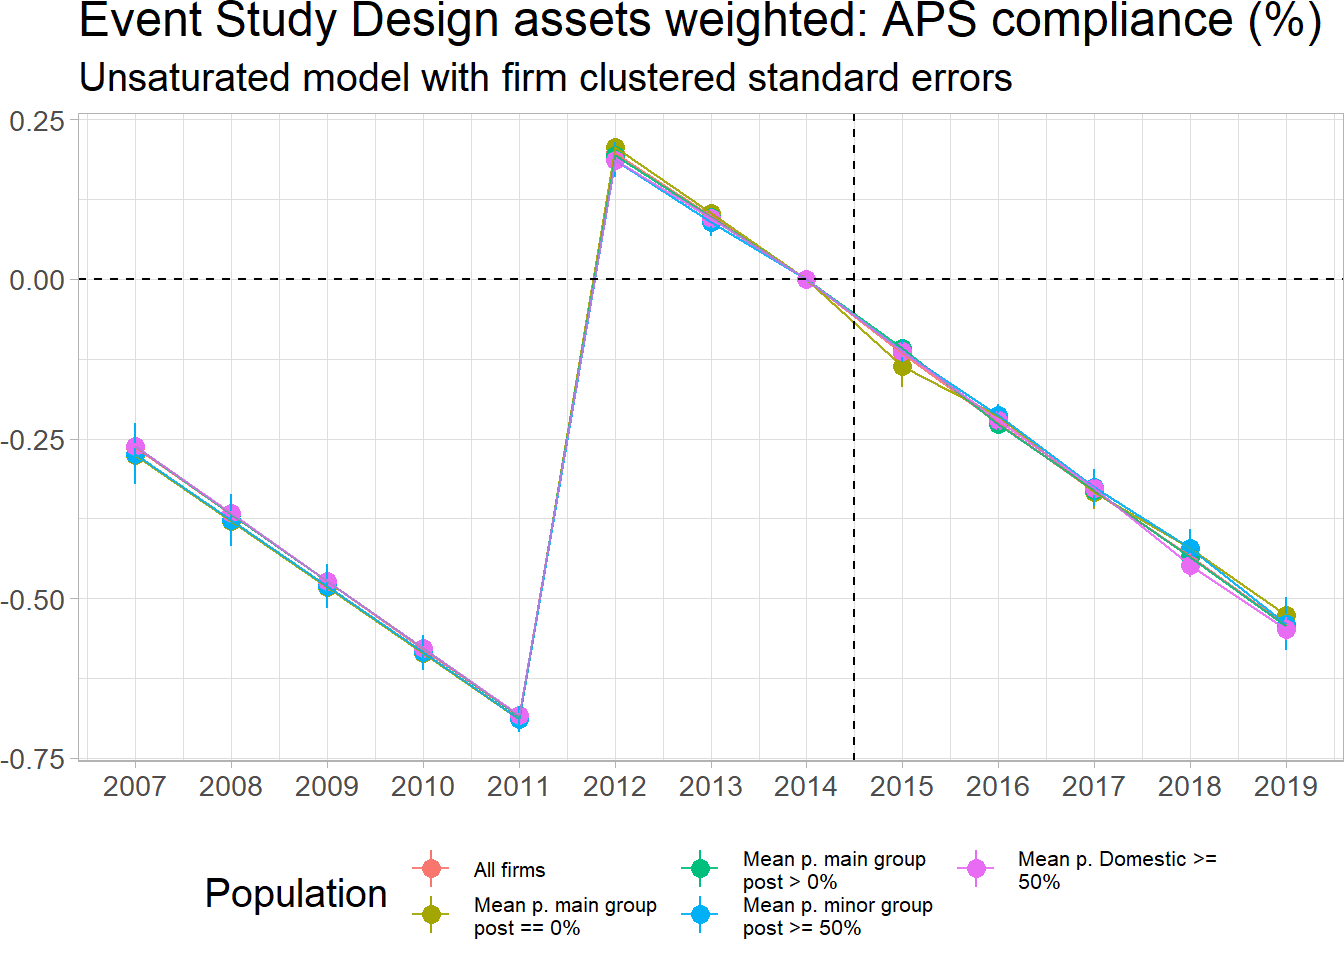 Event Study Design assets weighted: APS compliance (%)
Unsaturated model with firm clustered standard errors
0.25
0.00
-0.25
-0.50
-0.75
2007 2008 2009 2010 2011 2012 2013 2014 2015 2016 2017 2018 2019
Population
All firms
Mean p. main group
post == 0%
Mean p. main group
post > 0%
Mean p. minor group
post >= 50%
Mean p. Domestic >=
50%